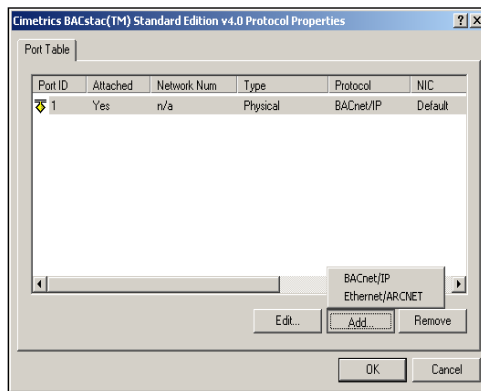 Cimetrics BACstac(TM) Standard Edition v4.0 Protocol Properties
Port Table
Port ID Attached Network Num Type Protocol NIC
1 Yes n/a Physical BACnet/IP Default
BACnet/IP
Ethernet/ARCNET
Edit... Add... Remove
OK Cancel